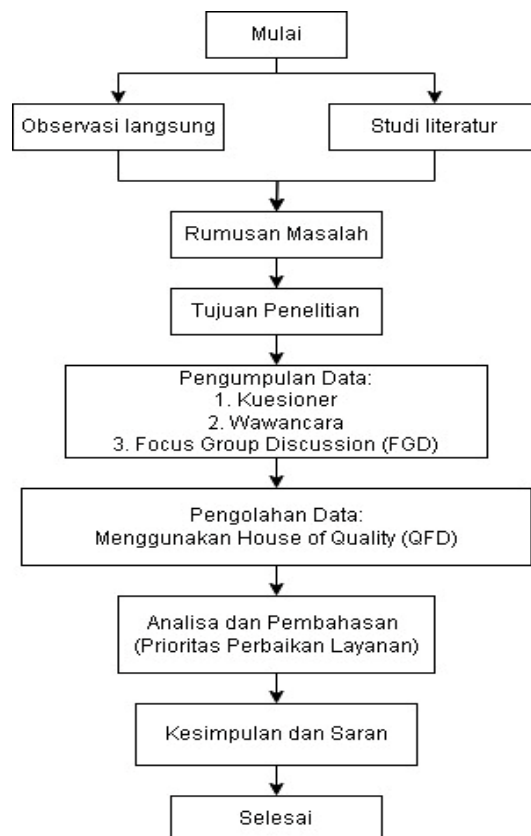 Mulai
Observasi langsung
Studi literatur
Rumusan Masalah
Tujuan Penelitian
Pengumpulan Data:
1. Kuesioner
2. Wawancara
3. Focus Group Discussion (FGD)
Pengolahan Data:
Menggunakan House of Quality (QFD)
Analisa dan Pembahasan
(Prioritas Perbaikan Layanan)
Kesimpulan dan Saran
Selesai